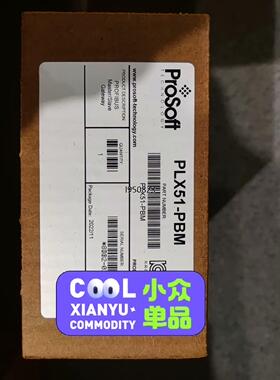 ProSoft
TECHNOLOGY
www.prosoft-technology.com
PRODUCT DESCRIPTION
PROFIBUS
Master/Slave
Gateway
PART NUMBER
PLX51-PBM
PLX51-PBM
QUANTITY
1
SERIAL NUMBER
Package Date: 2022/11
COOL
XIANYU
COMMODITY
小众
单品